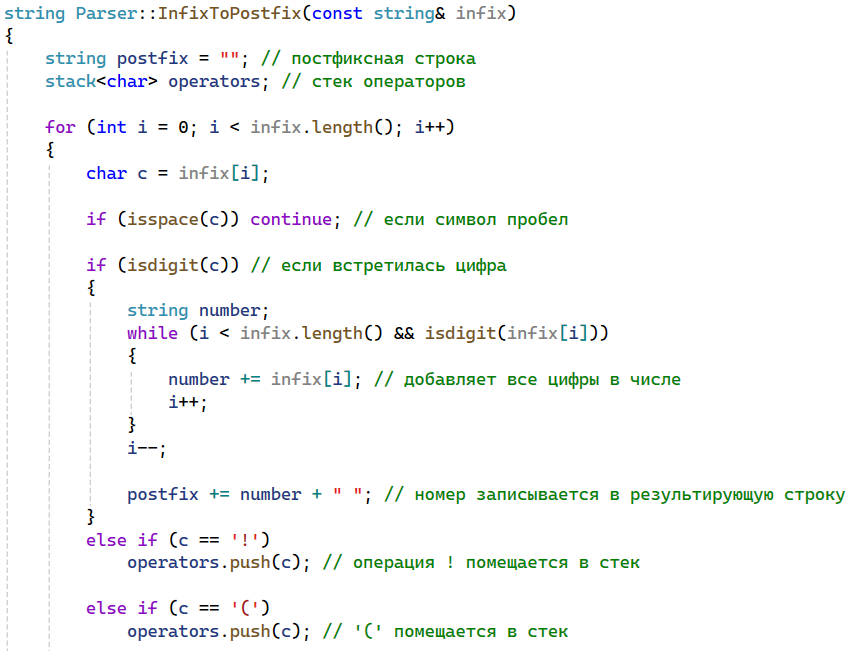 string Parser::InfixToPostfix(const string& infix)
{
string postfix = ""; // постфиксная строка
stack<char> operators; // стек операторов
for (int i = 0; i < infix.length(); i++)
{
char c = infix[i];
if (isspace(c)) continue; // если символ пробел
if (isdigit(c)) // если встретилась цифра
{
string number;
while (i < infix.length() && isdigit(infix[i]))
{
number += infix[i]; // добавляет все цифры в числе
i++;
}
i--;
postfix += number + " "; // номер записывается в результирующую строку
}
else if (c == '!')
operators.push(c); // операция ! помещается в стек
else if (c == '(')
operators.push(c); // '(' помещается в стек